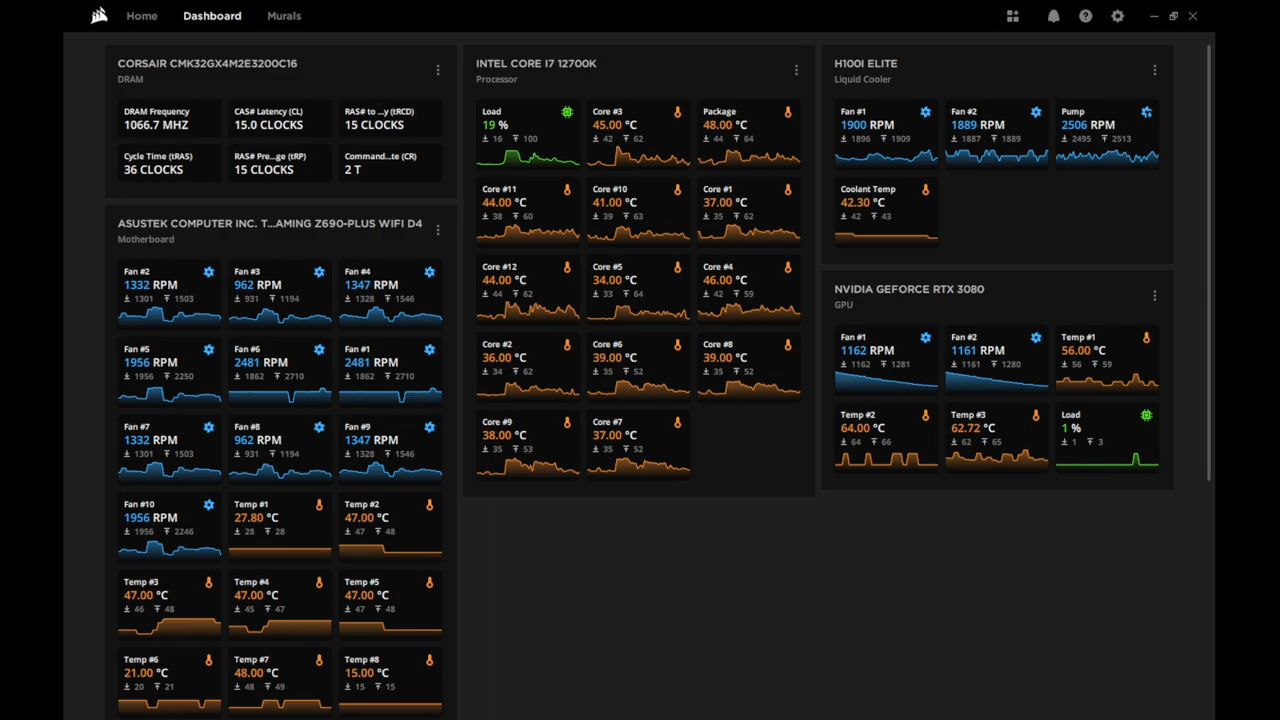 Home
Dashboard
Murals
CORSAIR CMK32GX4M2E3200C16
DRAM
DRAM Frequency
1066.7 MHZ
CAS# Latency (CL)
15.0 CLOCKS
RAS# to ...y (tRCD)
15 CLOCKS
Cycle Time (tRAS)
36 CLOCKS
RAS# Pre...ge (tRP)
15 CLOCKS
Command...te (CR)
2 T
ASUSTEK COMPUTER INC. T...AMING Z690-PLUS WIFI D4
Motherboard
Fan #2
1332 RPM
1301 1503
Fan #3
962 RPM
931 1194
Fan #4
1347 RPM
1328 1546
Fan #5
1956 RPM
1956 2250
Fan #6
2481 RPM
1862 2710
Fan #1
2481 RPM
1862 2710
Fan #7
1332 RPM
1301 1503
Fan #8
962 RPM
931 1194
Fan #9
1347 RPM
1328 1546
Fan #10
1956 RPM
1956 2246
Temp #1
27.80 °C
28 28
Temp #2
47.00 °C
47 48
Temp #3
47.00 °C
46 48
Temp #4
47.00 °C
45 47
Temp #5
47.00 °C
47 48
Temp #6
21.00 °C
20 21
Temp #7
48.00 °C
48 49
Temp #8
15.00 °C
15 15
INTEL CORE I7 12700K
Processor
Load
19 %
16 100
Core #3
45.00 °C
42 62
Package
48.00 °C
44 64
Core #11
44.00 °C
38 60
Core #10
41.00 °C
39 63
Core #1
37.00 °C
35 62
Core #12
44.00 °C
44 62
Core #5
34.00 °C
33 64
Core #4
46.00 °C
42 59
Core #2
36.00 °C
34 62
Core #6
39.00 °C
35 52
Core #8
39.00 °C
35 52
Core #9
38.00 °C
35 53
Core #7
37.00 °C
35 52
H100I ELITE
Liquid Cooler
Fan #1
1900 RPM
1896 1909
Fan #2
1889 RPM
1887 1889
Pump
2506 RPM
2495 2513
Coolant Temp
42.30 °C
42 43
NVIDIA GEFORCE RTX 3080
GPU
Fan #1
1162 RPM
1162 1281
Fan #2
1161 RPM
1161 1280
Temp #1
56.00 °C
56 59
Temp #2
64.00 °C
64 66
Temp #3
62.72 °C
62 65
Load
1 %
1 3